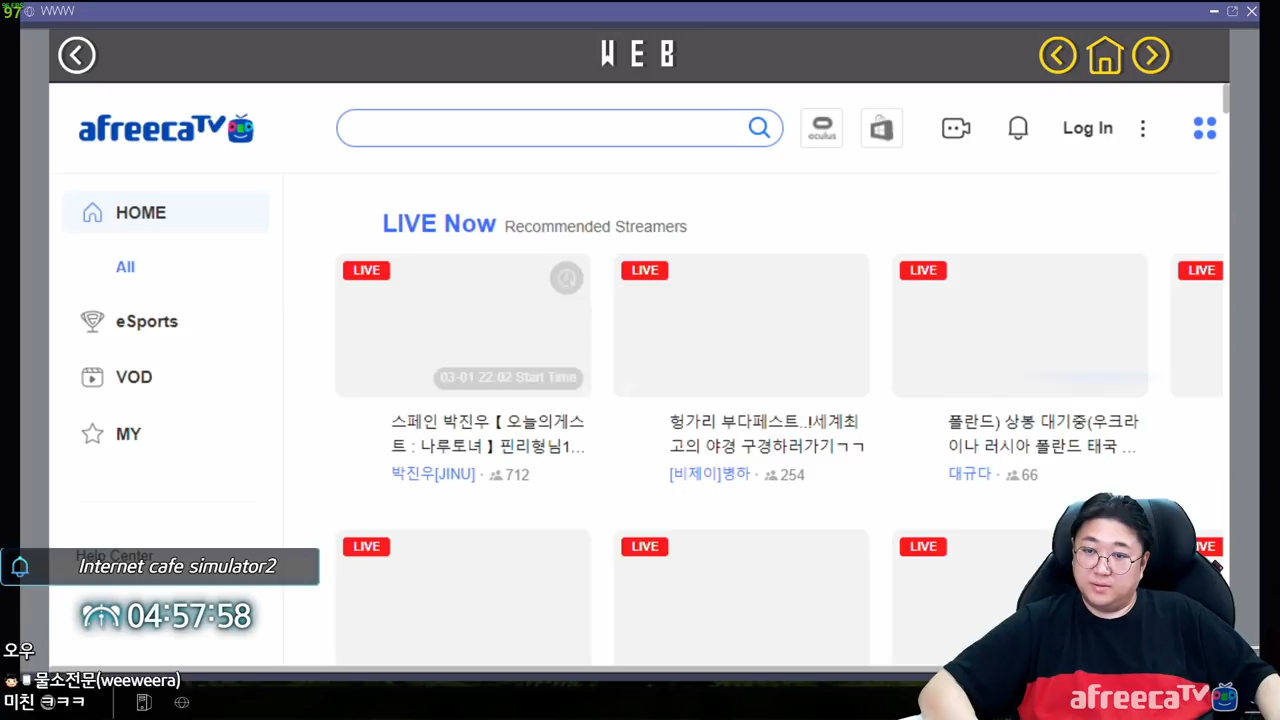 97
WWW
WEB
afreecaTV
oculus
Log In
HOME
All
eSports
VOD
MY
Help Center
LIVE Now Recommended Streamers
LIVE
LIVE
LIVE
LIVE
03-01 22:02 Start Time
스페인 박진우【 오늘의게스
트 : 나루토녀 】핀리형님1...
박진우[JINU] · 712
헝가리 부다페스트..!세계최
고의 야경 구경하러가기ㄱㄱ
[비제이]병하 · 254
폴란드) 상봉 대기중(우크라
이나 러시아 폴란드 태국 ...
대규다 · 66
LIVE
LIVE
LIVE
Internet cafe simulator2
04:57:58
오우
물소전문(weeweera)
미친 ㅋㅋㅋ
afreecaTV